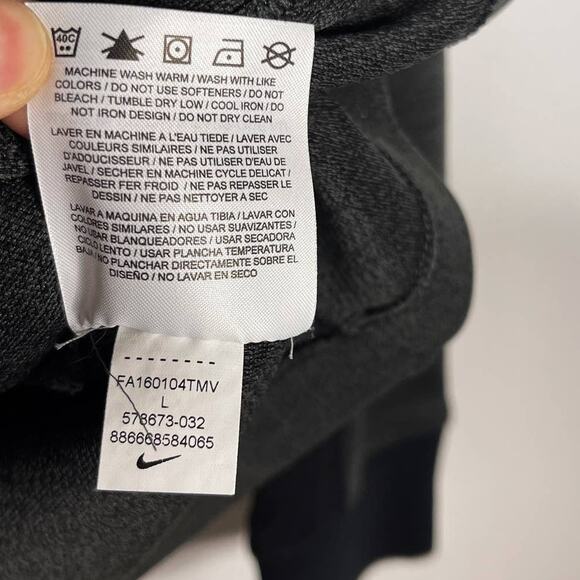 40C
MACHINE WASH WARM / WASH WITH LIKE
COLORS / DO NOT USE SOFTENERS / DO NOT
BLEACH / TUMBLE DRY LOW / COOL IRON / DO
NOT IRON DESIGN / DO NOT DRY CLEAN
LAVER EN MACHINE A L'EAU TIEDE / LAVER AVEC
COULEURS SIMILAIRES / NE PAS UTILISER
D'ADOUCISSEUR / NE PAS UTILISER D'EAU DE
JAVEL / SECHER EN MACHINE CYCLE DELICAT /
REPASSER FER FROID / NE PAS REPASSER LE
DESSIN / NE PAS NETTOYER A SEC
LAVAR A MAQUINA EN AGUA TIBIA / LAVAR CON
COLORES SIMILARES / NO USAR SUAVIZANTES /
NO USAR BLANQUEADORES / USAR SECADORA
CICLO LENTO / USAR PLANCHA TEMPERATURA
BAJA / NO PLANCHAR DIRECTAMENTE SOBRE EL
DISEÑO / NO LAVAR EN SECO
--------
FA160104TMV
L
578673-032
886668584065